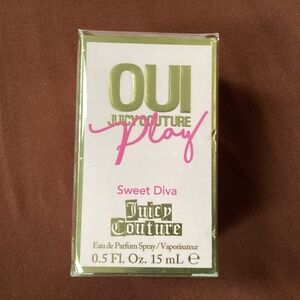 OUI
JUICY COUTURE
Play
Sweet Diva
Juicy
Couture
Eau de Parfum Spray / Vaporisateur
0.5 Fl. Oz. 15 mL ℮